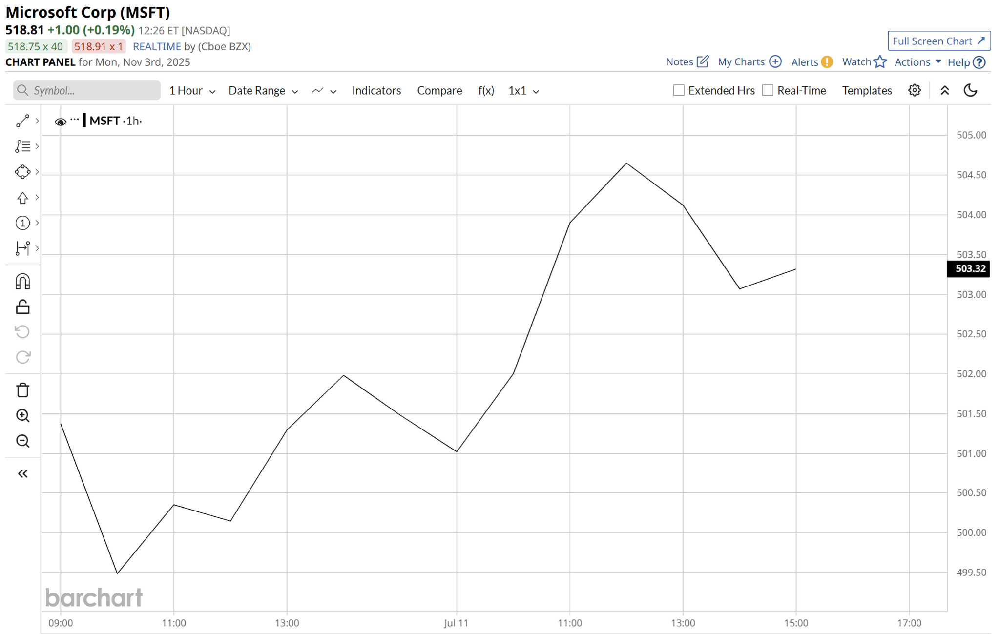 Microsoft Corp (MSFT)
518.81 +1.00 (+0.19%) 12:26 ET [NASDAQ]
518.75 x 40 518.91 x 1 REALTIME by (Cboe BZX)
Full Screen Chart
CHART PANEL for Mon, Nov 3rd, 2025
Notes My Charts Alerts Watch Actions Help
Symbol... 1 Hour Date Range Indicators Compare f(x) 1x1 Extended Hrs Real-Time Templates
MSFT ·1h·
505.00
504.50
504.00
503.50
503.32
503.00
502.50
502.00
501.50
501.00
500.50
500.00
499.50
barchart
09:00 11:00 13:00 Jul 11 11:00 13:00 15:00 17:00